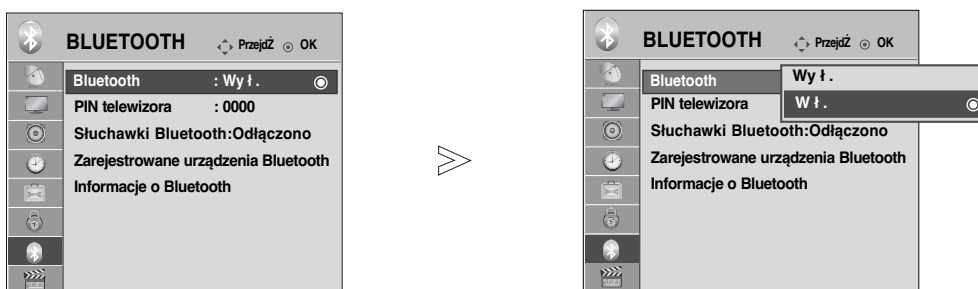 BLUETOOTH PrzejdŹ OK
Bluetooth : Wył.
PIN telewizora : 0000
Słuchawki Bluetooth:Odłączono
Zarejestrowane urządzenia Bluetooth
Informacje o Bluetooth
BLUETOOTH PrzejdŹ OK
Bluetooth
Wył.
PIN telewizora
Wł.
Słuchawki Bluetooth:Odłączono
Zarejestrowane urządzenia Bluetooth
Informacje o Bluetooth